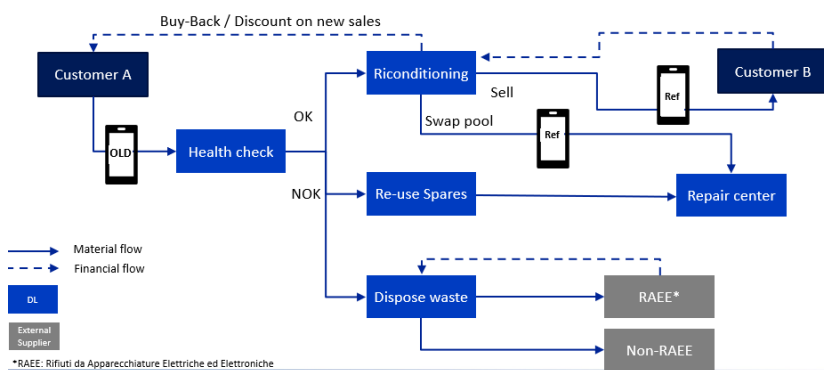 Buy-Back / Discount on new sales
Customer A
Riconditioning
Customer B
OK
Sell
Ref
Swap pool
Ref
OLD
Health check
NOK
Re-use Spares
Repair center
Material flow
Financial flow
DL
Dispose waste
RAEE*
External
Supplier
Non-RAEE
*RAEE: Rifiuti da Apparecchiature Elettriche ed Elettroniche